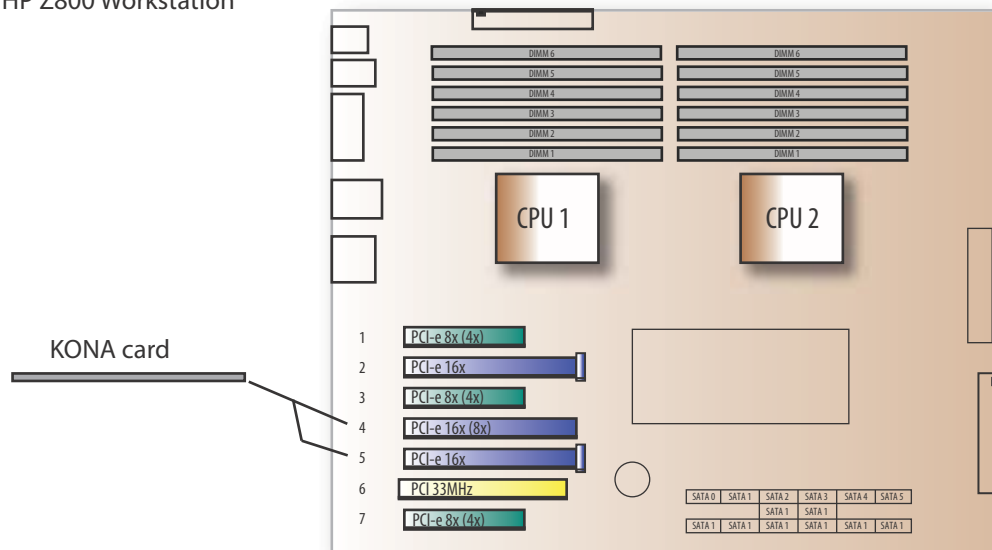 HP Z800 Workstation
DIMM 6 DIMM 6
DIMM 5 DIMM 5
DIMM 4 DIMM 4
DIMM 3 DIMM 3
DIMM 2 DIMM 2
DIMM 1 DIMM 1
CPU 1 CPU 2
KONA card
1 PCI-e 8x (4x)
2 PCI-e 16x
3 PCI-e 8x (4x)
4 PCI-e 16x (8x)
5 PCI-e 16x
6 PCI 33MHz
7 PCI-e 8x (4x)
SATA 0 SATA 1 SATA 2 SATA 3 SATA 4 SATA 5
SATA 1 SATA 1
SATA 1 SATA 1 SATA 1 SATA 1 SATA 1 SATA 1